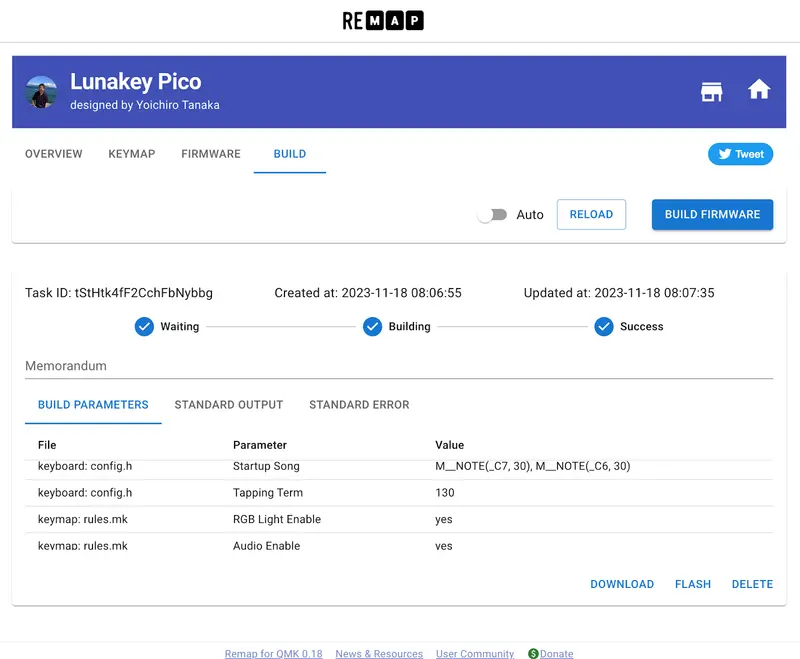 REMAP
Lunakey Pico
designed by Yoichiro Tanaka
OVERVIEW KEYMAP FIRMWARE BUILD Tweet
Auto RELOAD BUILD FIRMWARE
Task ID: tStHtk4fF2CchFbNybbg Created at: 2023-11-18 08:06:55 Updated at: 2023-11-18 08:07:35
Waiting Building Success
Memorandum
BUILD PARAMETERS STANDARD OUTPUT STANDARD ERROR
File Parameter Value
keyboard: config.h Startup Song M__NOTE(_C7, 30), M__NOTE(_C6, 30)
keyboard: config.h Tapping Term 130
keymap: rules.mk RGB Light Enable yes
keymap: rules.mk Audio Enable yes
DOWNLOAD FLASH DELETE
Remap for QMK 0.18 News & Resources User Community $ Donate